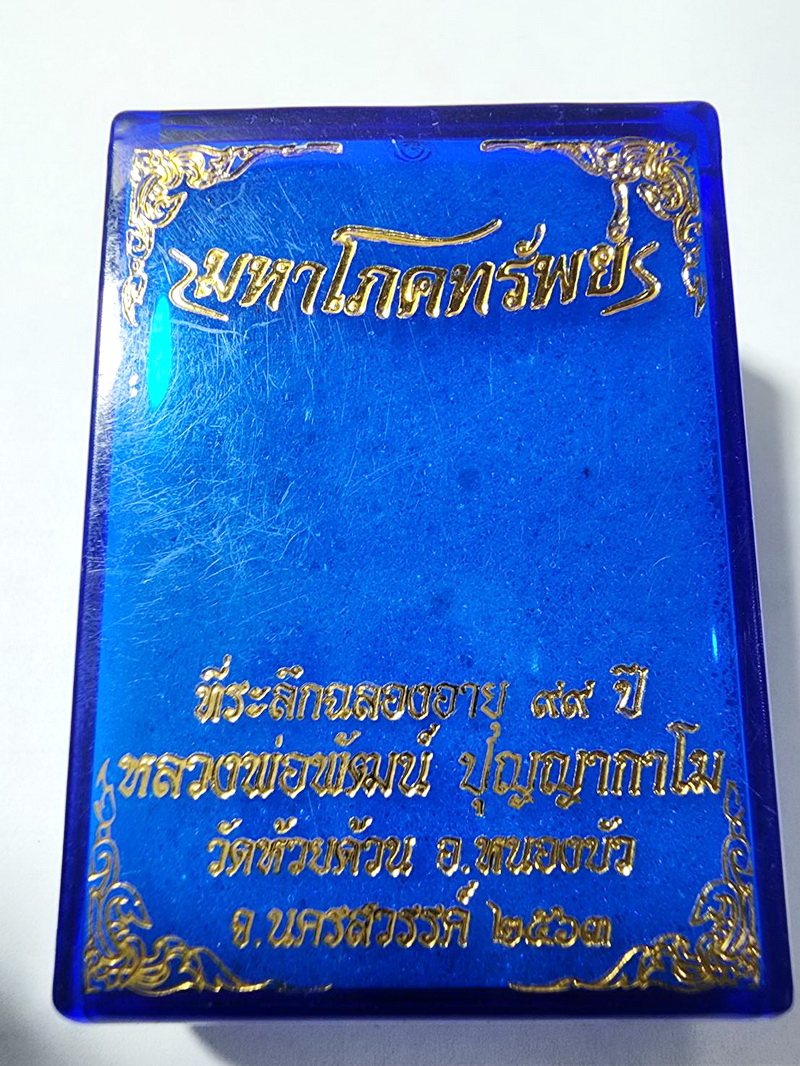 มหาโภคทรัพย์
ที่ระลึกฉลองอายุ ๙๙ ปี
หลวงพ่อพัฒน์ ปุญญากาโม
วัดห้วยด้วน อ.หนองบัว
จ.นครสวรรค์ ๒๕๖๓